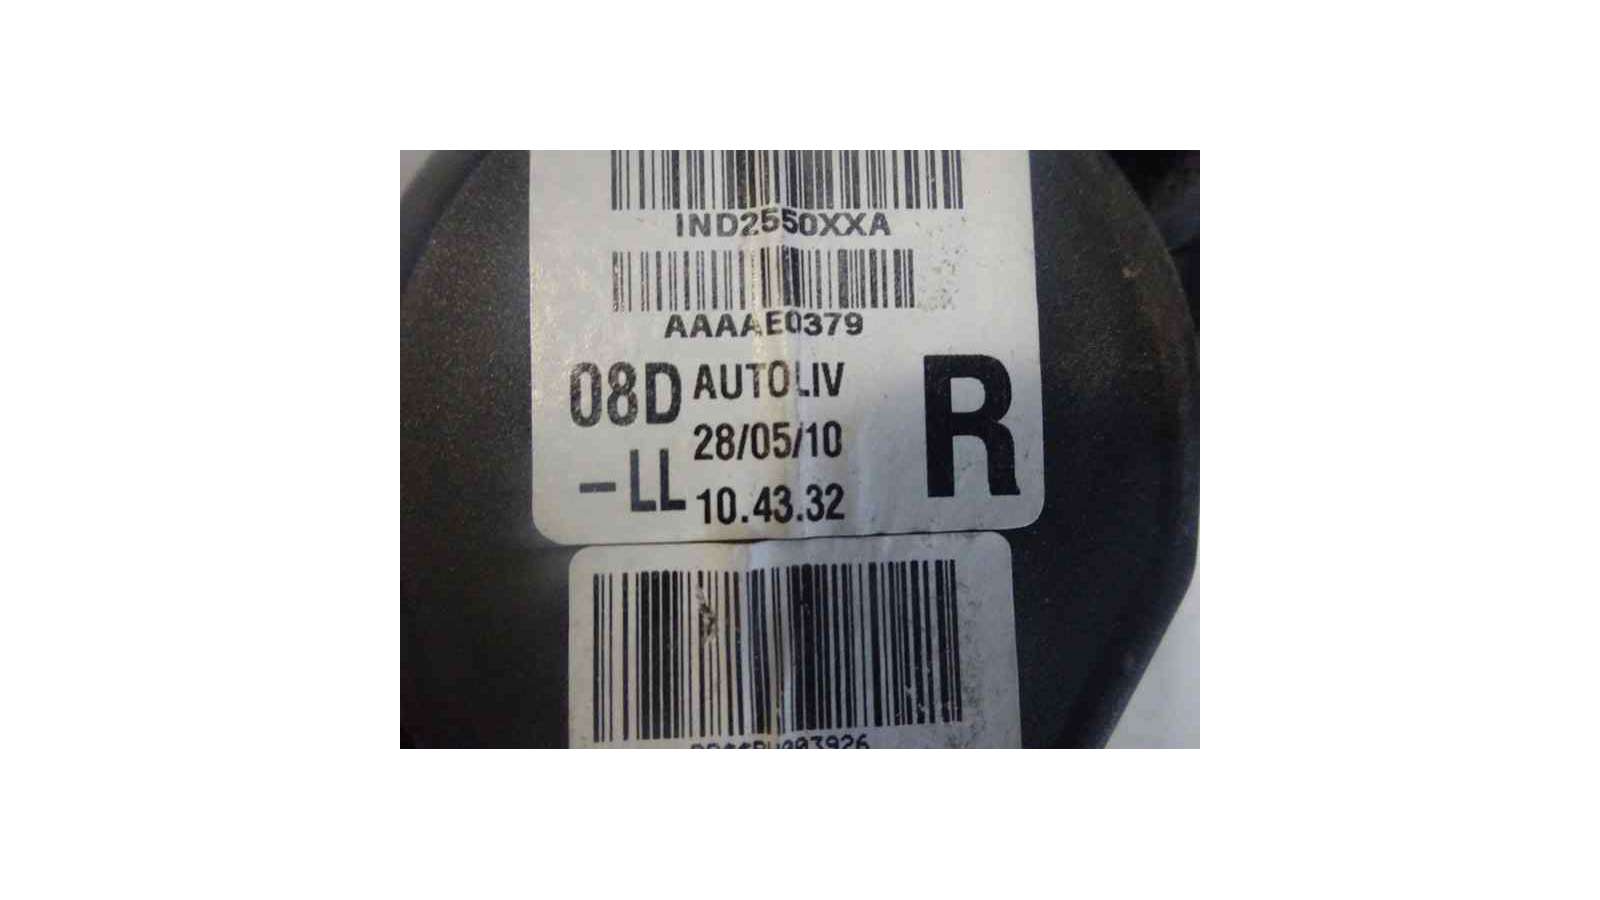 IND2550XXA
AAAAE0379
08D AUTOLIV
28/05/10
-LL 10.43.32
R